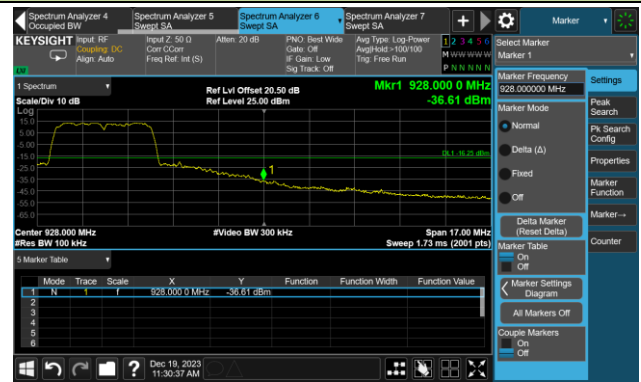 Spectrum Analyzer 4
Occupied BW
Spectrum Analyzer 5
Swept SA
Spectrum Analyzer 6
Swept SA
Spectrum Analyzer 7
Swept SA
+
Marker
KEYSIGHT
Input: RF
Coupling: DC
Align: Auto
Input Z: 50 Ω
Corr CCorr
Freq Ref: Int (S)
Atten: 20 dB
PNO: Best Wide
Gate: Off
IF Gain: Low
Sig Track: Off
Avg Type: Log-Power
Avg|Hold:>100/100
Trig: Free Run
1 2 3 4 5 6
M W W W W W
P N N N N N
LXI
Select Marker
Marker 1
1 Spectrum
Scale/Div 10 dB
Log
Ref Lvl Offset 20.50 dB
Ref Level 25.00 dBm
Mkr1 928.000 0 MHz
-36.61 dBm
15.0
5.00
-5.00
-15.0
-25.0
-35.0
-45.0
-55.0
-65.0
DL1 -16.25 dBm
1
Center 928.000 MHz
#Res BW 100 kHz
#Video BW 300 kHz
Span 17.00 MHz
Sweep 1.73 ms (2001 pts)
5 Marker Table
Mode Trace Scale X Y Function Function Width Function Value
1 N 1 f 928.000 0 MHz -36.61 dBm
2
3
4
5
6
Marker Frequency
928.000000 MHz
Marker Mode
Normal
Delta (Δ)
Fixed
Off
Delta Marker
(Reset Delta)
Marker Table
On
Off
Marker Settings
Diagram
All Markers Off
Couple Markers
On
Off
Settings
Peak
Search
Pk Search
Config
Properties
Marker
Function
Marker→
Counter
?
Dec 19, 2023
11:30:37 AM